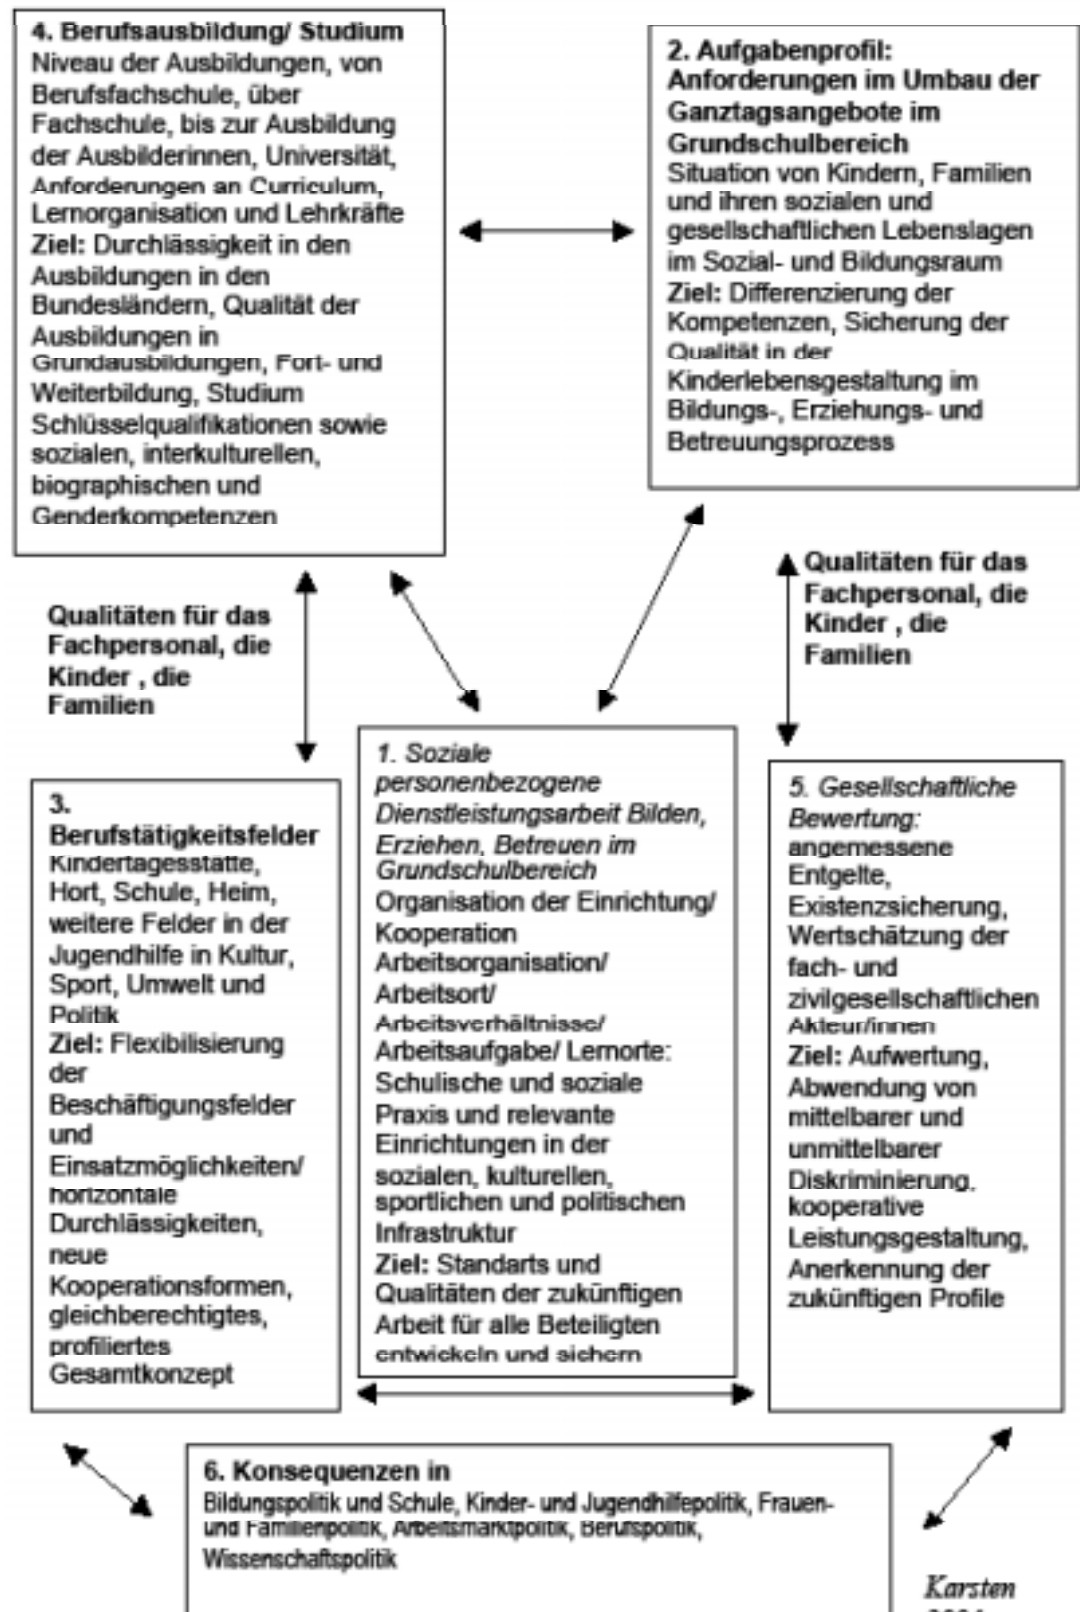 4. Berufsausbildung/ Studium
Niveau der Ausbildungen, von
Berufsfachschule, über
Fachschule, bis zur Ausbildung
der Ausbilderinnen, Universität,
Anforderungen an Curriculum,
Lernorganisation und Lehrkräfte
Ziel: Durchlässigkeit in den
Ausbildungen in den
Bundesländern, Qualität der
Ausbildungen in
Grundausbildungen, Fort- und
Weiterbildung, Studium
Schlüsselqualifikationen sowie
sozialen, interkulturellen,
biographischen und
Genderkompetenzen
2. Aufgabenprofil:
Anforderungen im Umbau der
Ganztagsangebote im
Grundschulbereich
Situation von Kindern, Familien
und ihren sozialen und
gesellschaftlichen Lebenslagen
im Sozial- und Bildungsraum
Ziel: Differenzierung der
Kompetenzen, Sicherung der
Qualität in der
Kinderlebensgestaltung im
Bildungs-, Erziehungs- und
Betreuungsprozess
Qualitäten für das
Fachpersonal, die
Kinder , die
Familien
Qualitäten für das
Fachpersonal, die
Kinder , die
Familien
3.
Berufstätigkeitsfelder
Kindertagesstätte,
Hort, Schule, Heim,
weitere Felder in der
Jugendhilfe in Kultur,
Sport, Umwelt und
Politik
Ziel: Flexibilisierung
der
Beschäftigungsfelder
und
Einsatzmöglichkeiten/
horizontale
Durchlässigkeiten,
neue
Kooperationsformen,
gleichberechtigtes,
profiliertes
Gesamtkonzept
1. Soziale
personenbezogene
Dienstleistungsarbeit Bilden,
Erziehen, Betreuen im
Grundschulbereich
Organisation der Einrichtung/
Kooperation
Arbeitsorganisation/
Arbeitsort/
Arbeitsverhältnisse/
Arbeitsaufgabe/ Lernorte:
Schulische und soziale
Praxis und relevante
Einrichtungen in der
sozialen, kulturellen,
sportlichen und politischen
Infrastruktur
Ziel: Standarts und
Qualitäten der zukünftigen
Arbeit für alle Beteiligten
entwickeln und sichern
5. Gesellschaftliche
Bewertung:
angemessene
Entgelte,
Existenzsicherung,
Wertschätzung der
fach- und
zivilgesellschaftlichen
Akteur/innen
Ziel: Aufwertung,
Abwendung von
mittelbarer und
unmittelbarer
Diskriminierung,
kooperative
Leistungsgestaltung,
Anerkennung der
zukünftigen Profile
6. Konsequenzen in
Bildungspolitik und Schule, Kinder- und Jugendhilfepolitik, Frauen-
und Familienpolitik, Arbeitsmarktpolitik, Berufspolitik,
Wissenschaftspolitik
Karsten